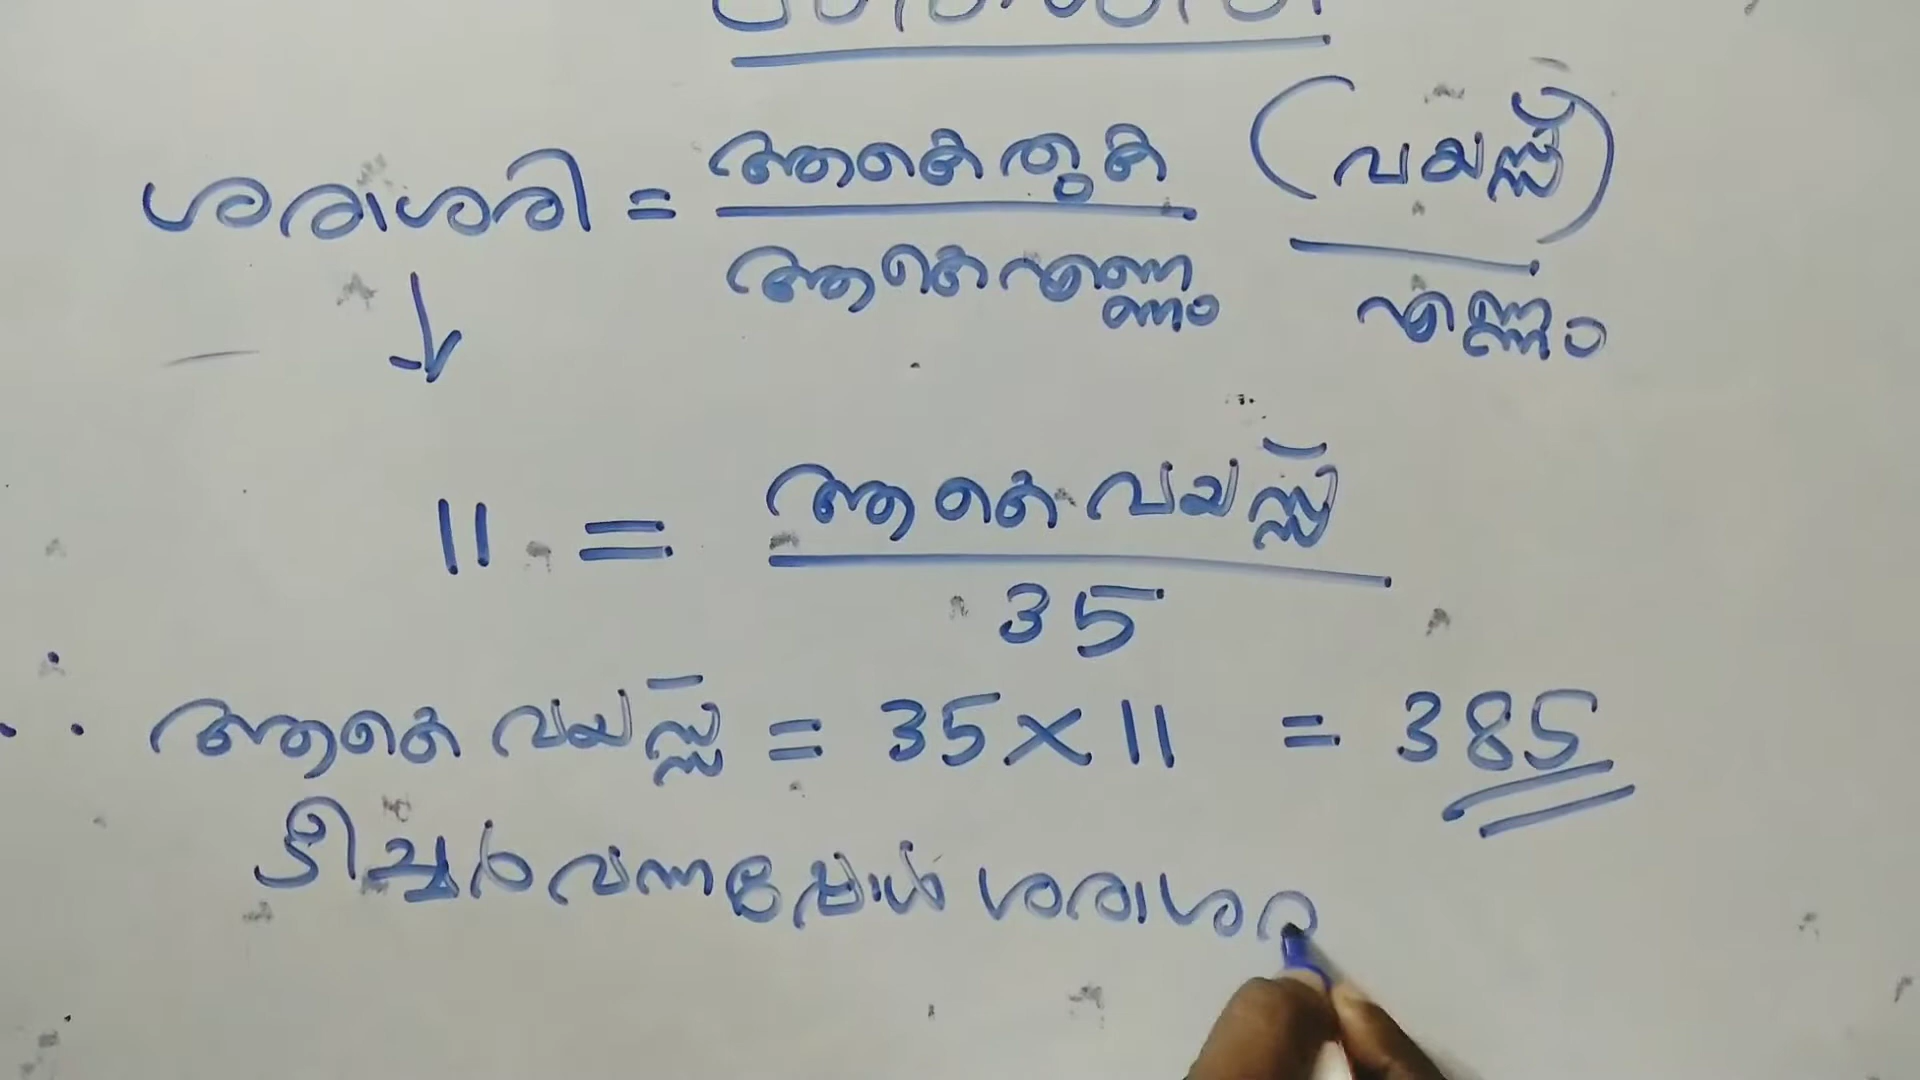 ശരാശരി = ആകെ തുക / ആകെ എണ്ണം (വയസ്സ്) / എണ്ണം
11 = ആകെ വയസ്സ് / 35
∴ ആകെ വയസ്സ് = 35 × 11 = 385
ടീച്ചർ വന്നപ്പോൾ ശരാശര